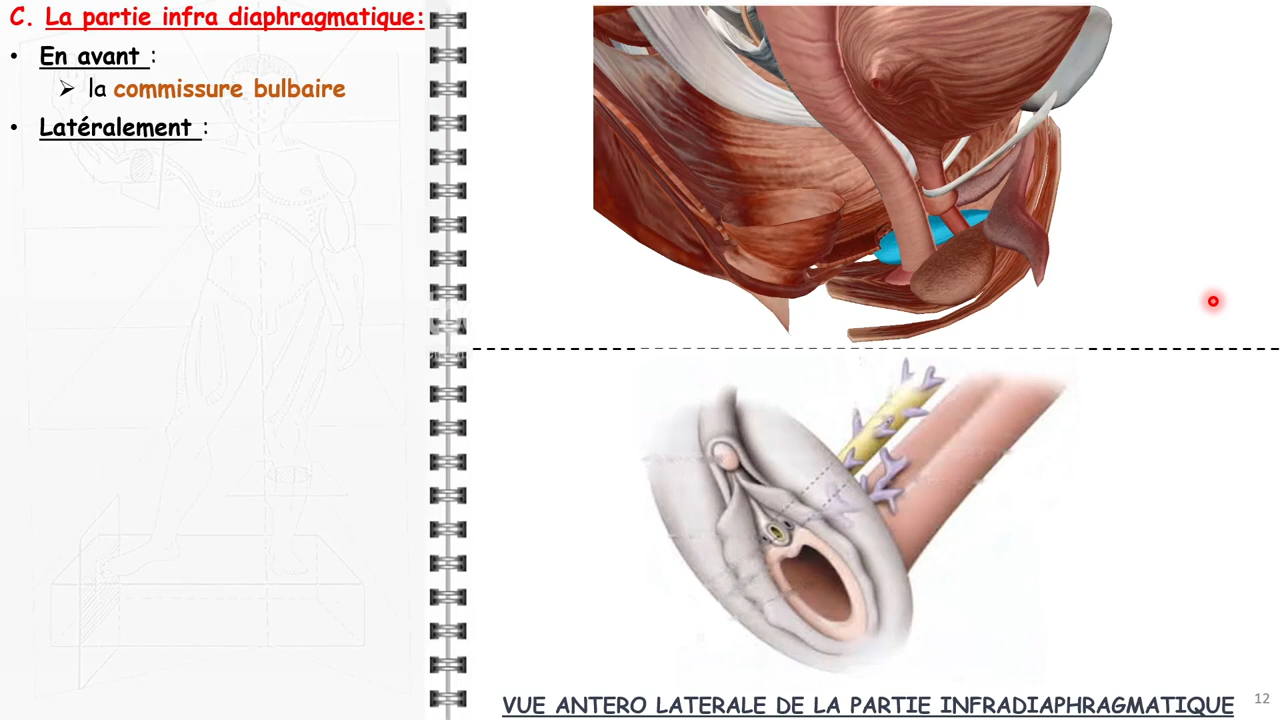 C. La partie infra diaphragmatique:
• En avant :
➢ la commissure bulbaire
• Latéralement :
VUE ANTERO LATERALE DE LA PARTIE INFRADIAPHRAGMATIQUE
12